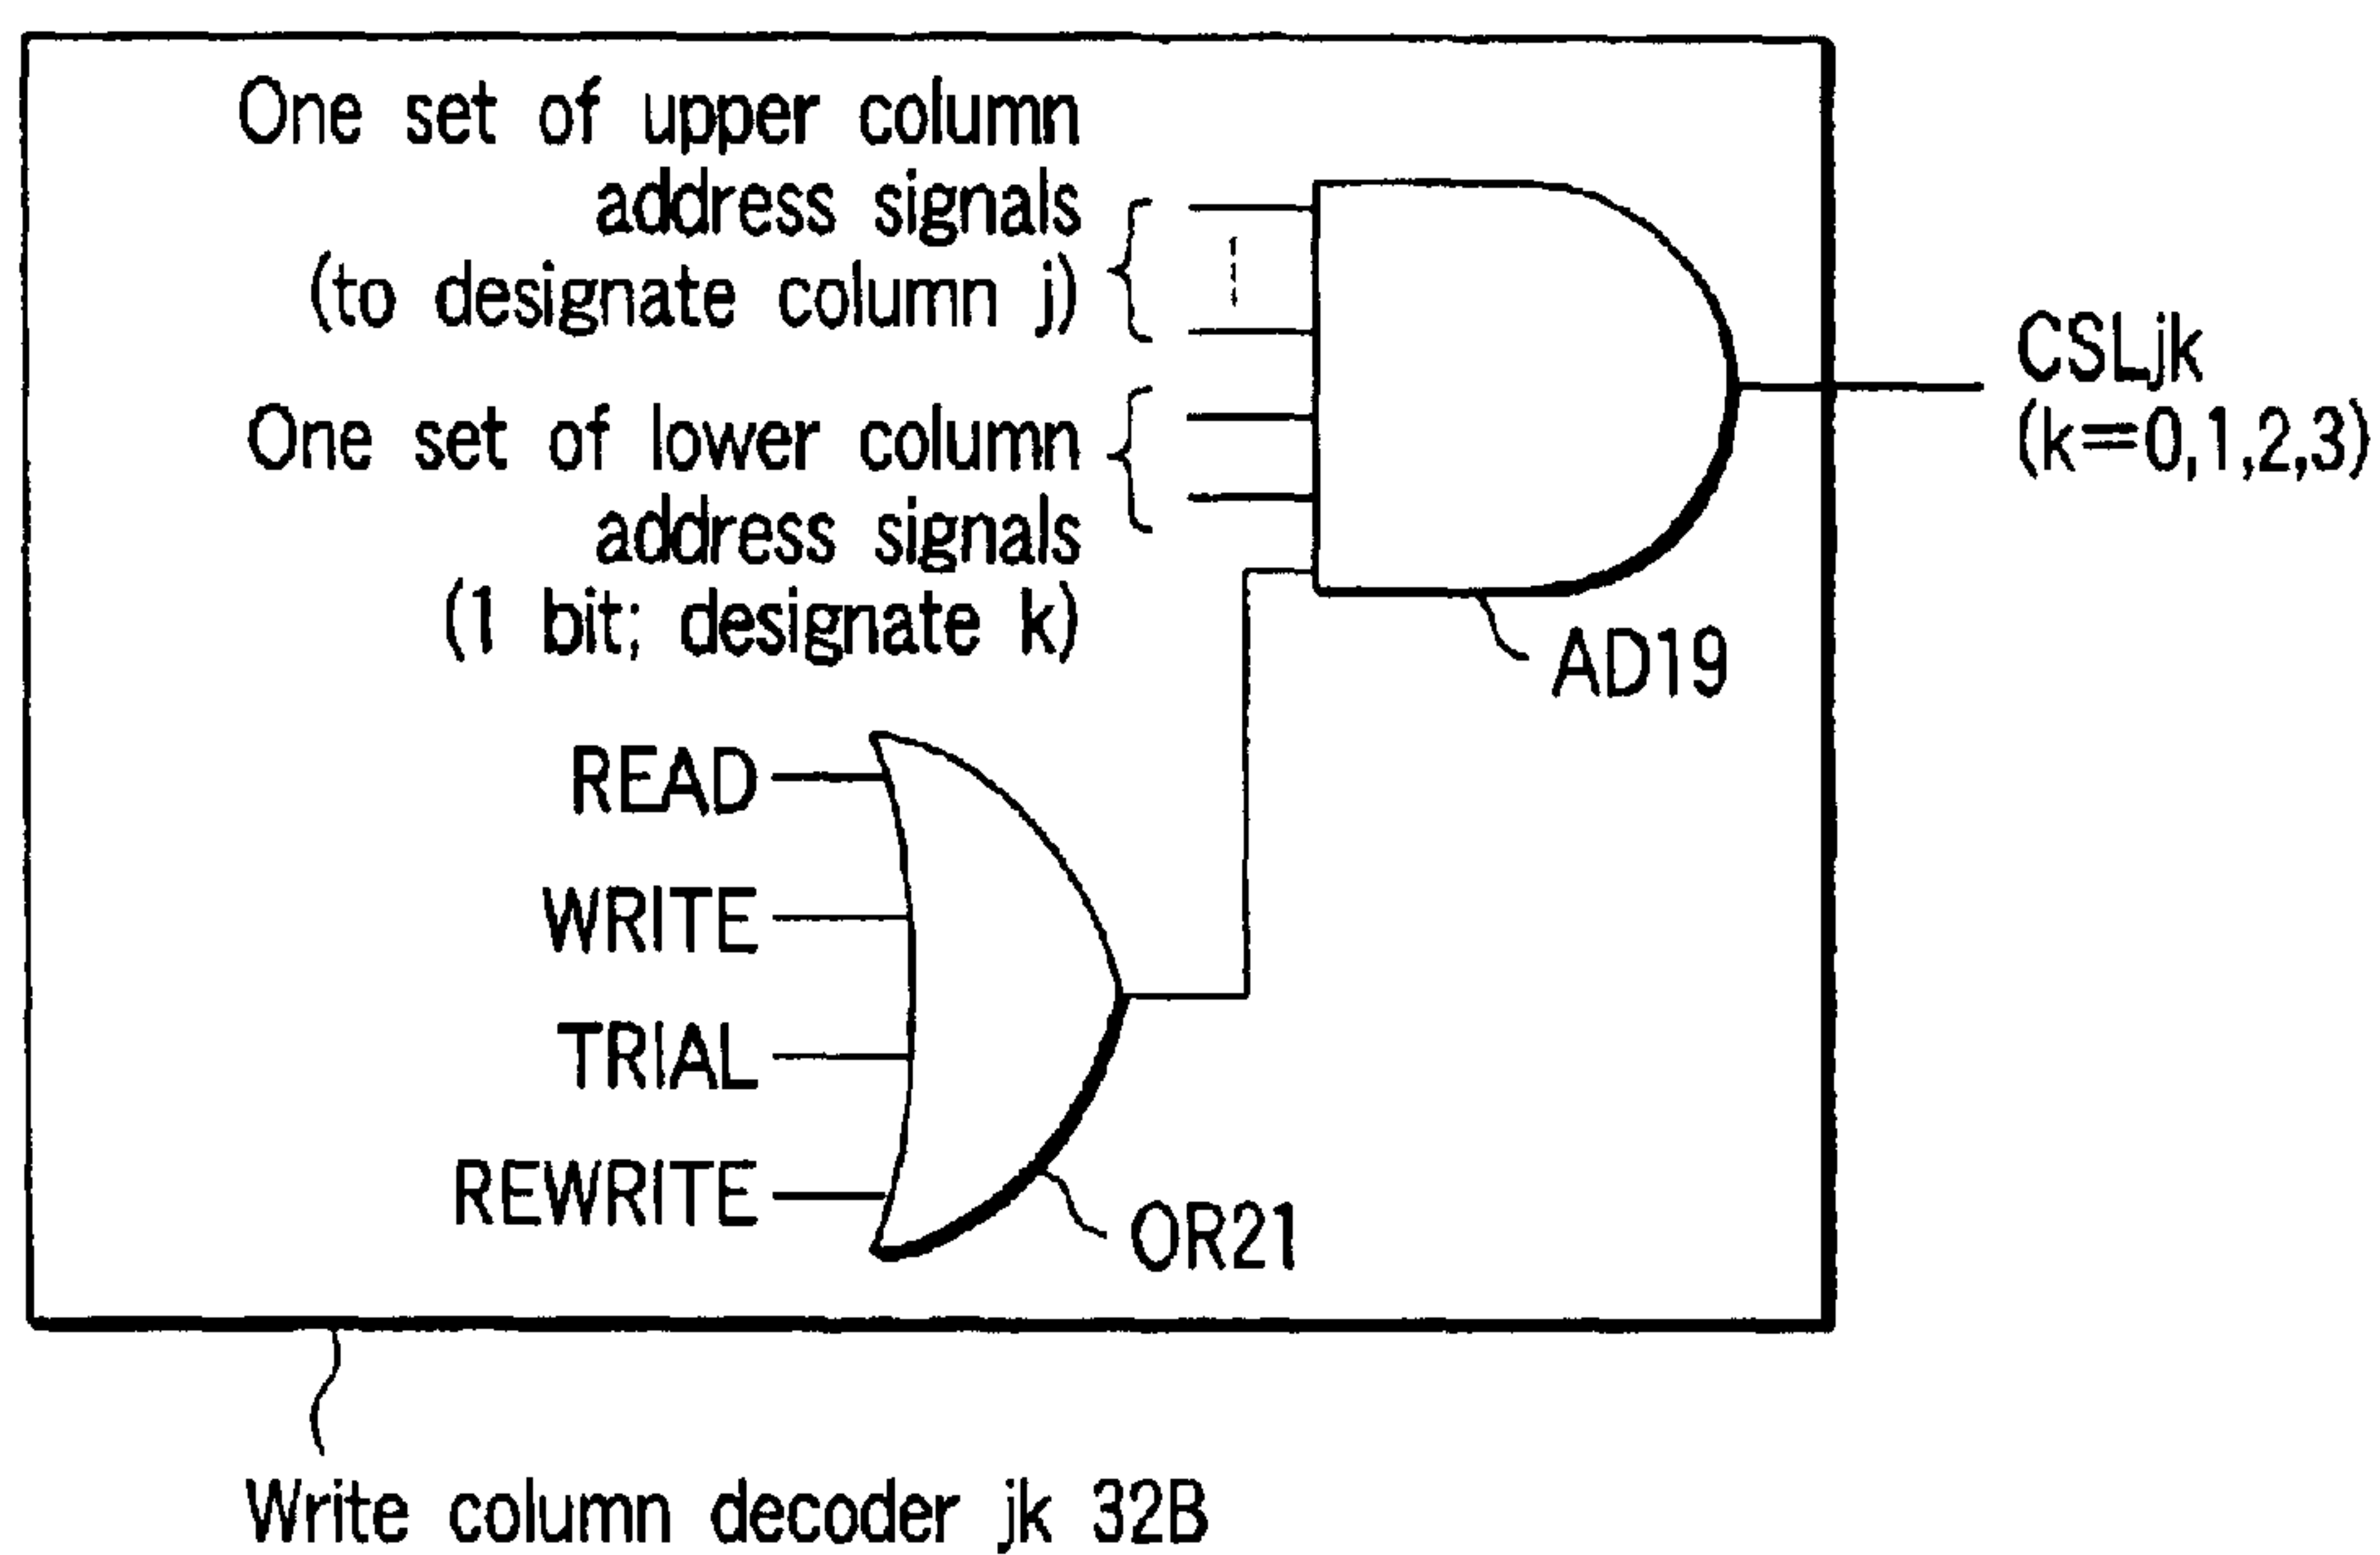 One set of upper column
address signals
(to designate column j)
One set of lower column
address signals
(1 bit; designate k)
CSLjk
(k=0,1,2,3)
AD19
READ
WRITE
TRIAL
REWRITE
OR21
Write column decoder jk 32B